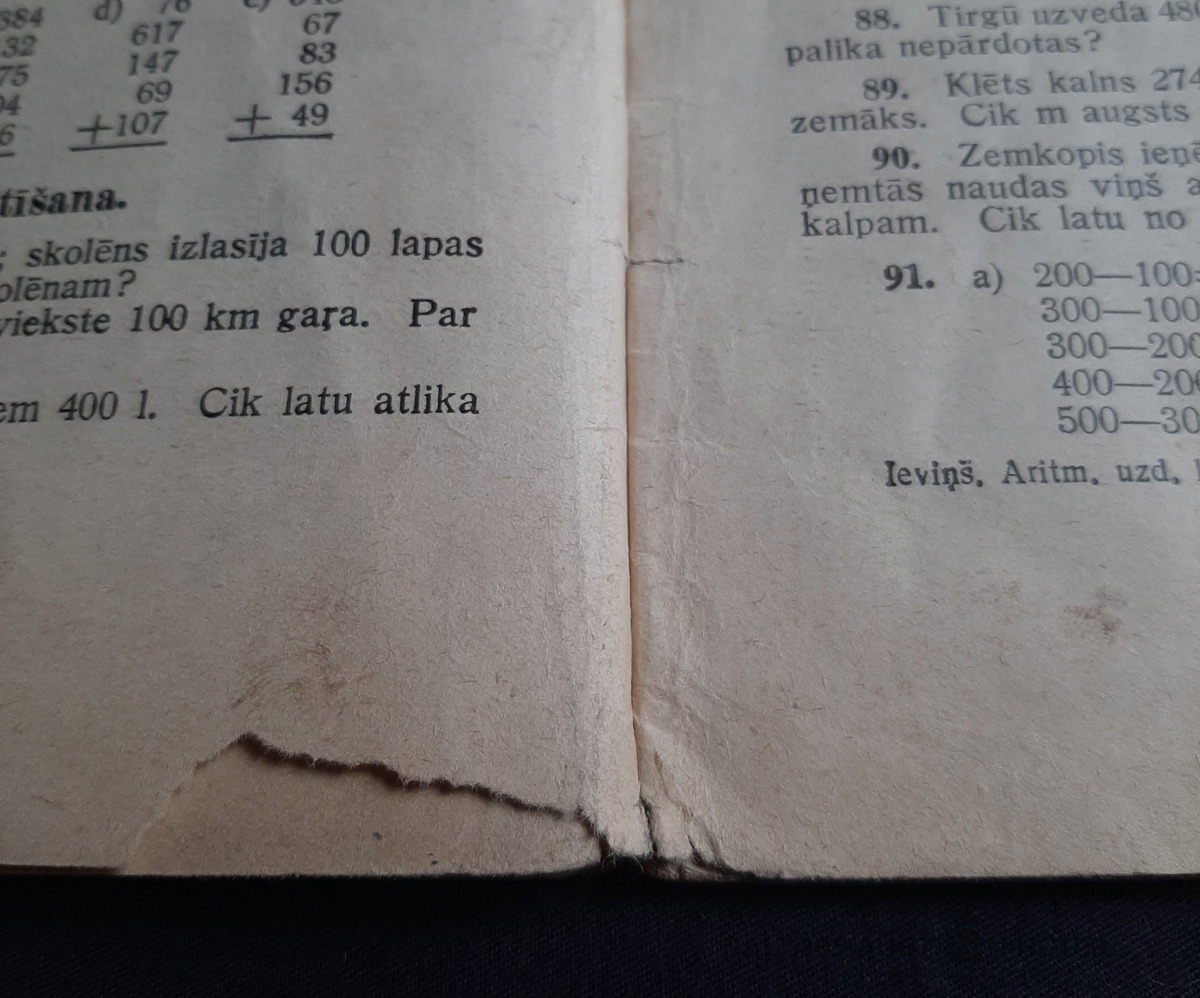 384 d) 76
32 617 67
75 147 83
94 69 156
6 +107 + 49
tīšana.
; skolēns izlasīja 100 lapas
olēnam?
viekste 100 km gaŗa. Par
em 400 l. Cik latu atlika
88. Tirgū uzveda 480
palika nepārdotas?
89. Klēts kalns 274
zemāks. Cik m augsts
90. Zemkopis ieņē
ņemtās naudas viņš a
kalpam. Cik latu no
91. a) 200—100=
300—100
300—200
400—200
500—30
Ieviņš, Aritm. uzd.